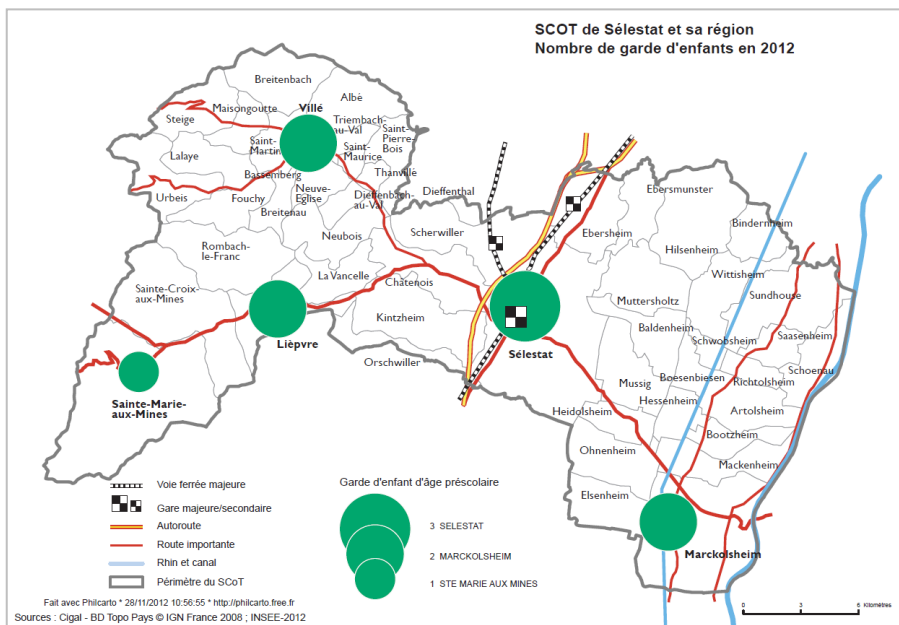 SCOT de Sélestat et sa région
Nombre de garde d'enfants en 2012
Breitenbach
Albé
Villé
Maisongoutte
Steige
Triembach-
au-Val
Saint-
Pierre-
Bois
Saint-
Martin
Saint-
Maurice
Lalaye
Bassemberg
Thanvillé
Urbeis
Fouchy
Neuve-
Eglise
Dieffenbach
au-Val
Dieffenthal
Breitenau
Ebersmunster
Bindernheim
Neubois
Scherwiller
Ebersheim
Rombach-
le-Franc
Hilsenheim
La Vancelle
Wittisheim
Sainte-Croix-
aux-Mines
Châtenois
Sundhouse
Muttersholtz
Kintzheim
Baldenheim
Saasenheim
Schwobsheim
Lièpvre
Sélestat
Orschwiller
Schoenau
Boesenbiesen
Mussig
Richtolsheim
Sainte-Marie-
aux-Mines
Hessenheim
Heidolsheim
Artolsheim
Bootzheim
Ohnenheim
Mackenheim
Elsenheim
Marckolsheim
Voie ferrée majeure
Gare majeure/secondaire
Autoroute
Route importante
Rhin et canal
Périmètre du SCoT
Garde d'enfant d'âge préscolaire
3 SELESTAT
2 MARCKOLSHEIM
1 STE MARIE AUX MINES
0 3 6 Kilomètres
Fait avec Philcarto * 28/11/2012 10:56:55 * http://philcarto.free.fr
Sources : Cigal - BD Topo Pays © IGN France 2008 ; INSEE-2012